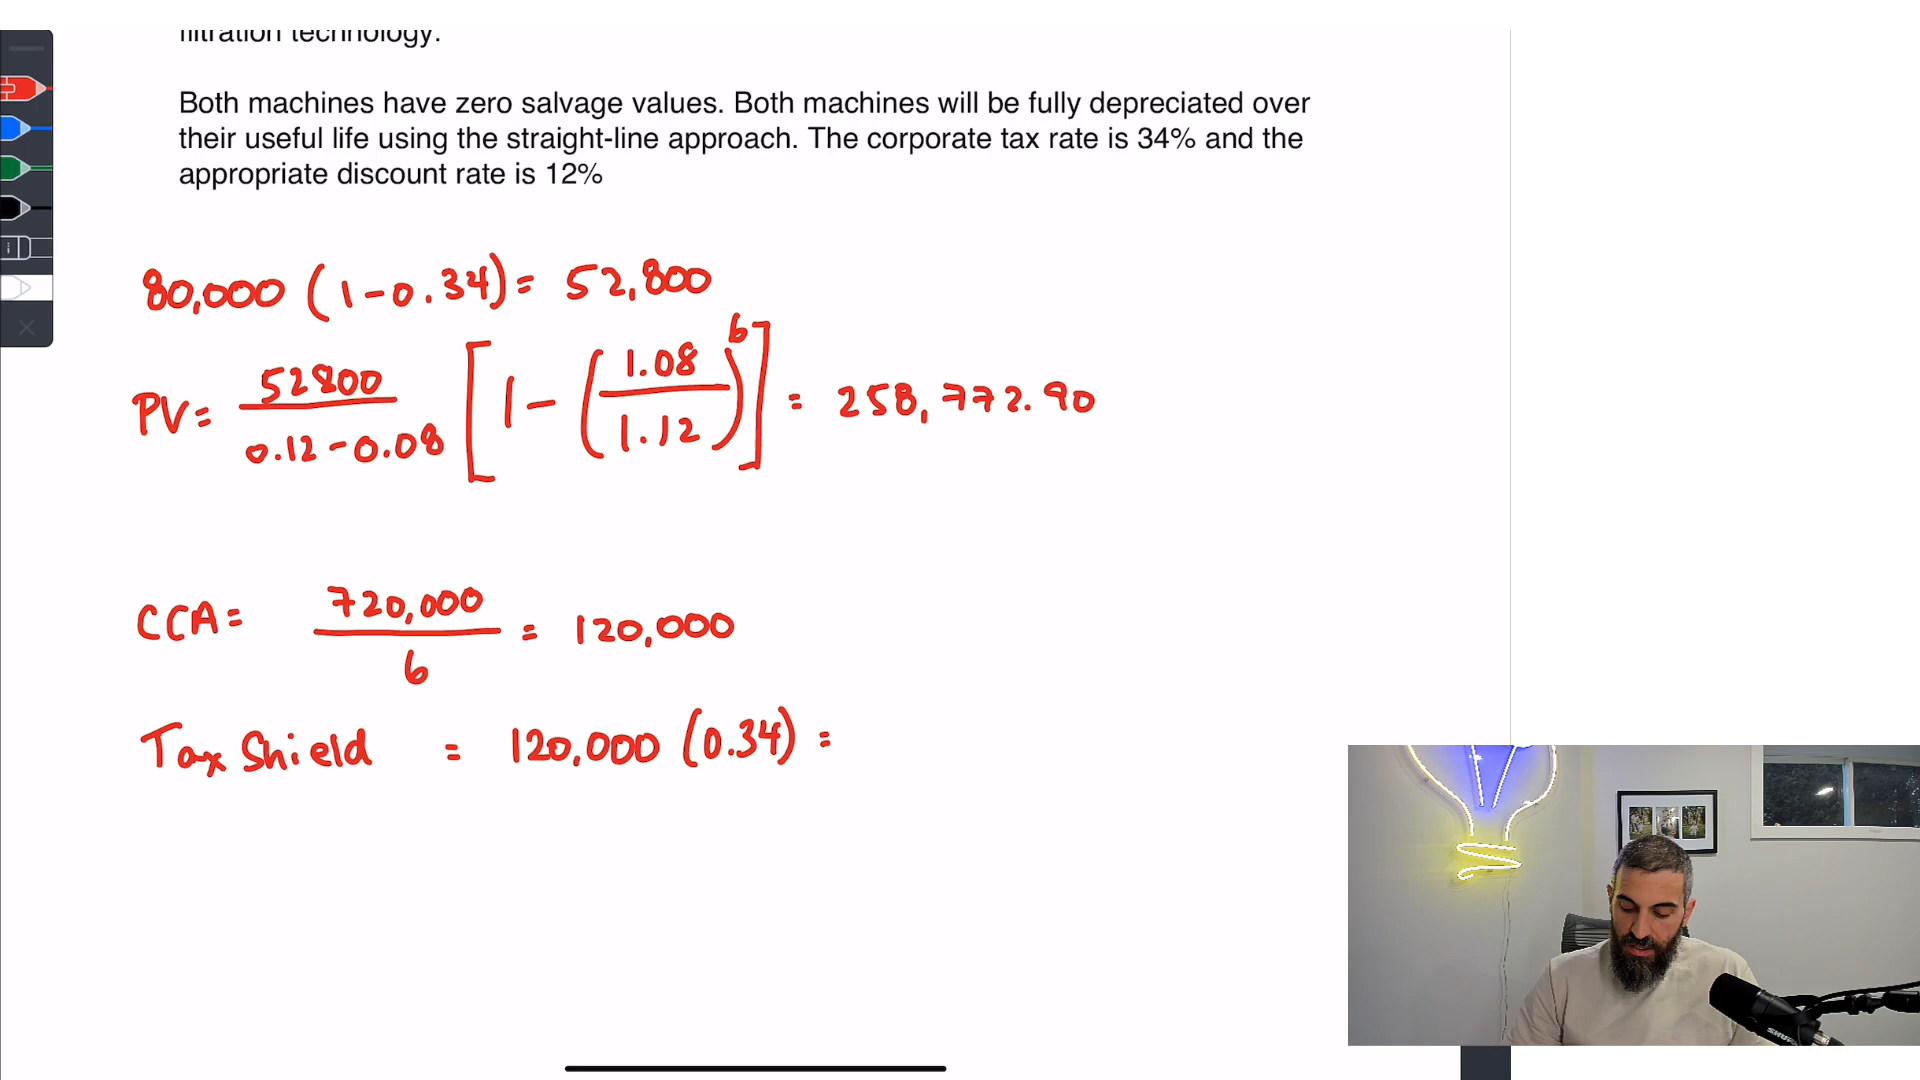 filtration technology.
Both machines have zero salvage values. Both machines will be fully depreciated over
their useful life using the straight-line approach. The corporate tax rate is 34% and the
appropriate discount rate is 12%
80,000 (1-0.34) = 52,800
PV = 52800 / 0.12-0.08 [1 - (1.08 / 1.12)^6] = 258,772.90
CCA = 720,000 / 6 = 120,000
Tax Shield = 120,000 (0.34) =